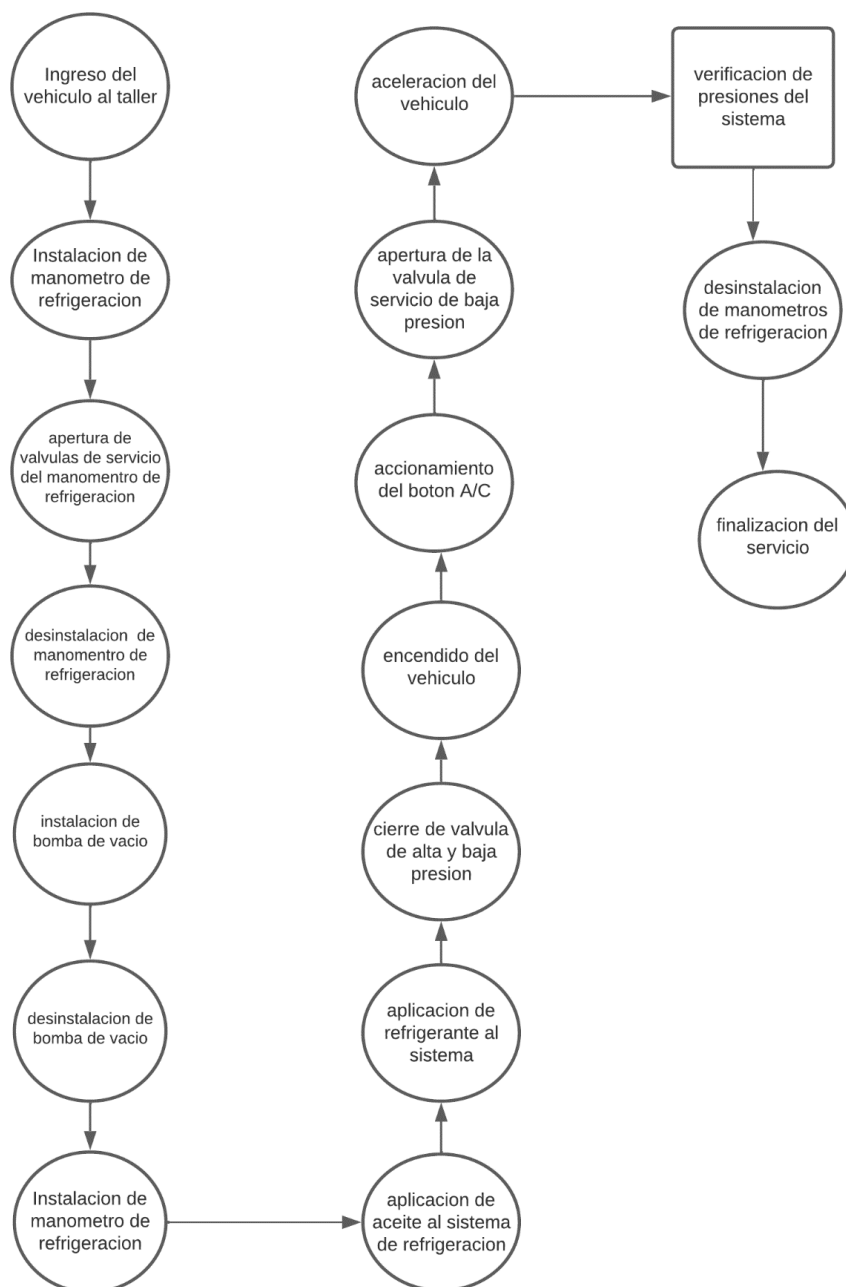 Ingreso del
vehiculo al taller
Instalacion de
manometro de
refrigeracion
apertura de
valvulas de servicio
del manomentro de
refrigeracion
desinstalacion de
manomentro de
refrigeracion
instalacion de
bomba de vacio
desinstalacion de
bomba de vacio
Instalacion de
manometro de
refrigeracion
aplicacion de
aceite al sistema
de refrigeracion
aplicacion de
refrigerante al
sistema
cierre de valvula
de alta y baja
presion
encendido del
vehiculo
accionamiento
del boton A/C
apertura de la
valvula de
servicio de baja
presion
aceleracion del
vehiculo
verificacion de
presiones del
sistema
desinstalacion
de manometros
de refrigeracion
finalizacion del
servicio